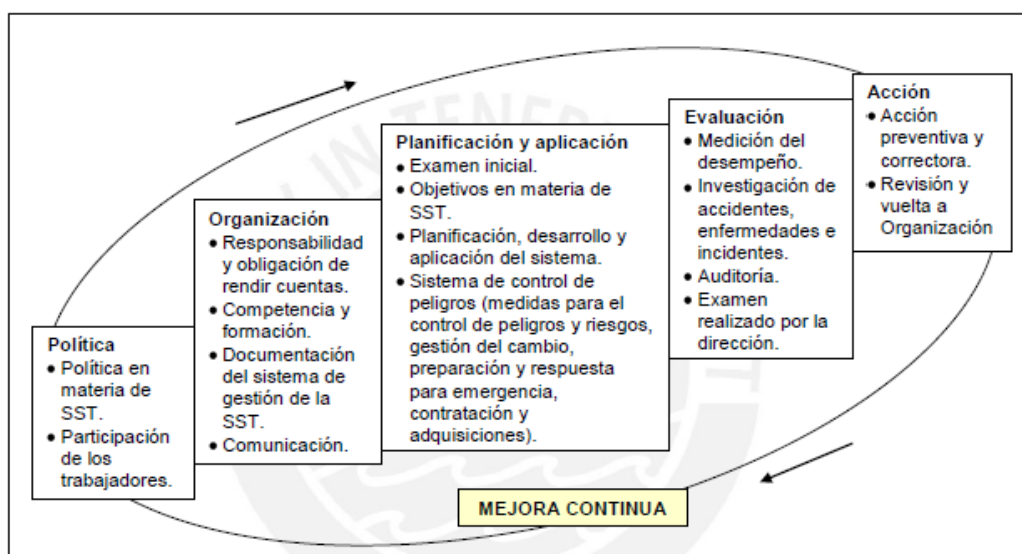 Política
• Política en
materia de
SST.
• Participación
de los
trabajadores.
Organización
• Responsabilidad
y obligación de
rendir cuentas.
• Competencia y
formación.
• Documentación
del sistema de
gestión de la
SST.
• Comunicación.
Planificación y aplicación
• Examen inicial.
• Objetivos en materia de
SST.
• Planificación, desarrollo y
aplicación del sistema.
• Sistema de control de
peligros (medidas para el
control de peligros y riesgos,
gestión del cambio,
preparación y respuesta
para emergencia,
contratación y
adquisiciones).
Evaluación
• Medición del
desempeño.
• Investigación de
accidentes,
enfermedades e
incidentes.
• Auditoría.
• Examen
realizado por la
dirección.
Acción
• Acción
preventiva y
correctora.
• Revisión y
vuelta a
Organización
MEJORA CONTINUA